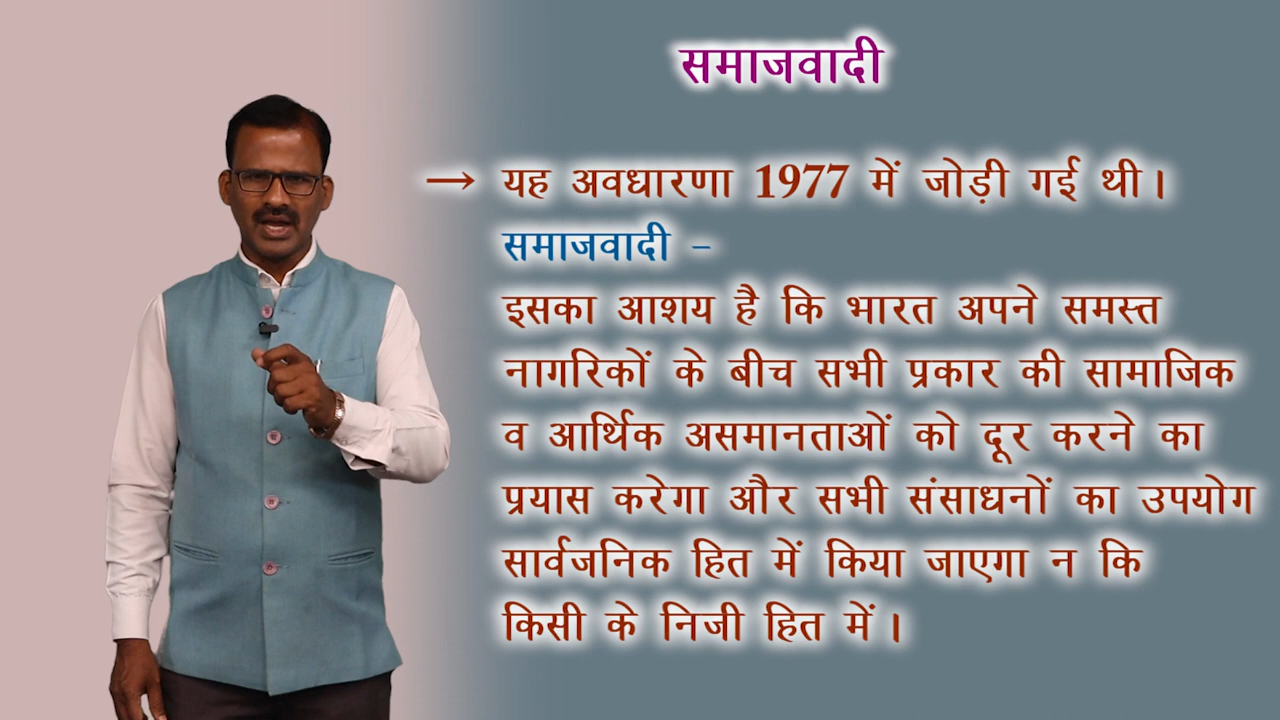 समाजवादी
→ यह अवधारणा 1977 में जोड़ी गई थी।
समाजवादी –
इसका आशय है कि भारत अपने समस्त
नागरिकों के बीच सभी प्रकार की सामाजिक
व आर्थिक असमानताओं को दूर करने का
प्रयास करेगा और सभी संसाधनों का उपयोग
सार्वजनिक हित में किया जाएगा न कि
किसी के निजी हित में।